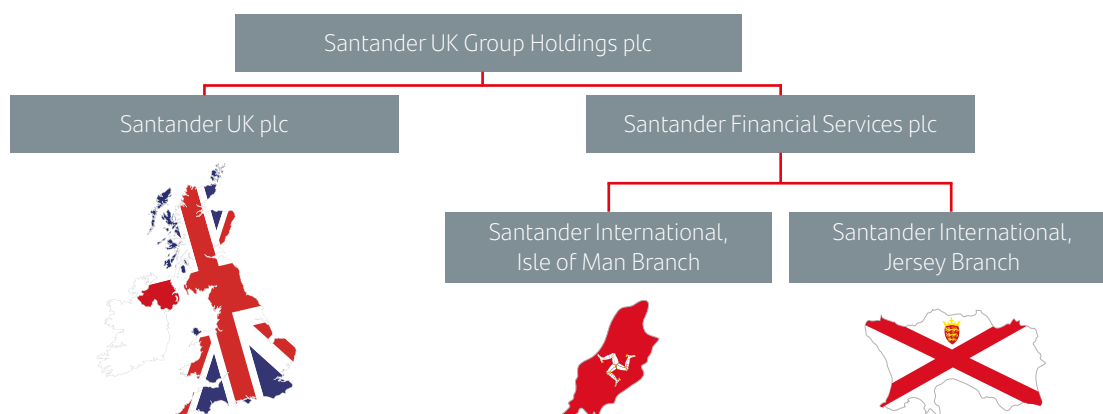 Santander UK Group Holdings plc
Santander UK plc
Santander Financial Services plc
Santander International,
Isle of Man Branch
Santander International,
Jersey Branch